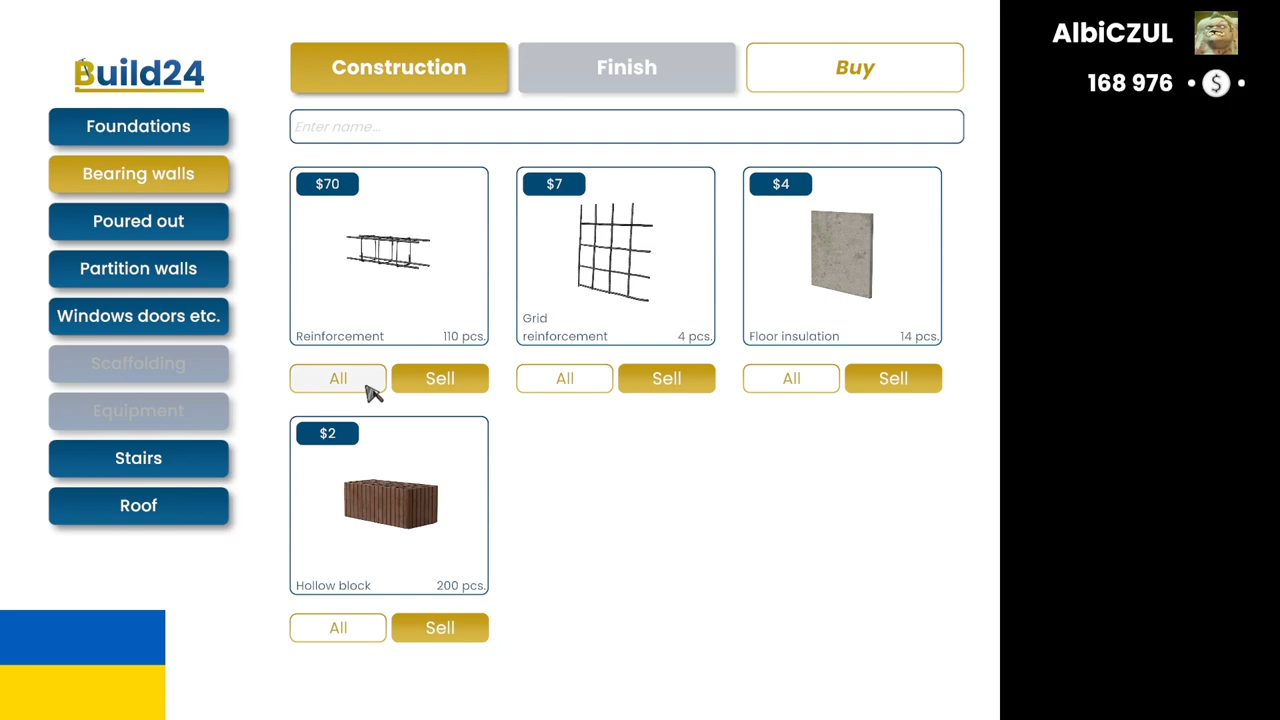 Build24
Foundations
Bearing walls
Poured out
Partition walls
Windows doors etc.
Scaffolding
Equipment
Stairs
Roof
Construction
Finish
Buy
Enter name...
$70
Reinforcement
110 pcs.
All
Sell
$7
Grid
reinforcement
4 pcs.
All
Sell
$4
Floor insulation
14 pcs.
All
Sell
$2
Hollow block
200 pcs.
All
Sell
AlbiCZUL
168 976
$